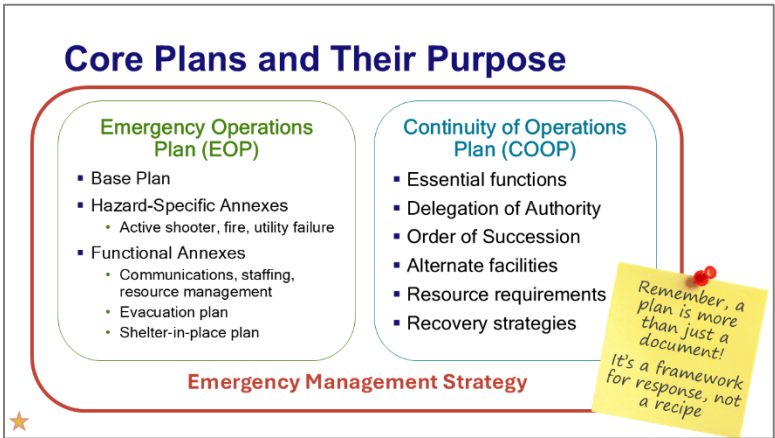 Core Plans and Their Purpose
Emergency Operations
Plan (EOP)
▪ Base Plan
▪ Hazard-Specific Annexes
• Active shooter, fire, utility failure
▪ Functional Annexes
• Communications, staffing,
resource management
• Evacuation plan
• Shelter-in-place plan
Continuity of Operations
Plan (COOP)
▪ Essential functions
▪ Delegation of Authority
▪ Order of Succession
▪ Alternate facilities
▪ Resource requirements
▪ Recovery strategies
Remember, a
plan is more
than just a
document!
It's a framework
for response, not
a recipe
Emergency Management Strategy